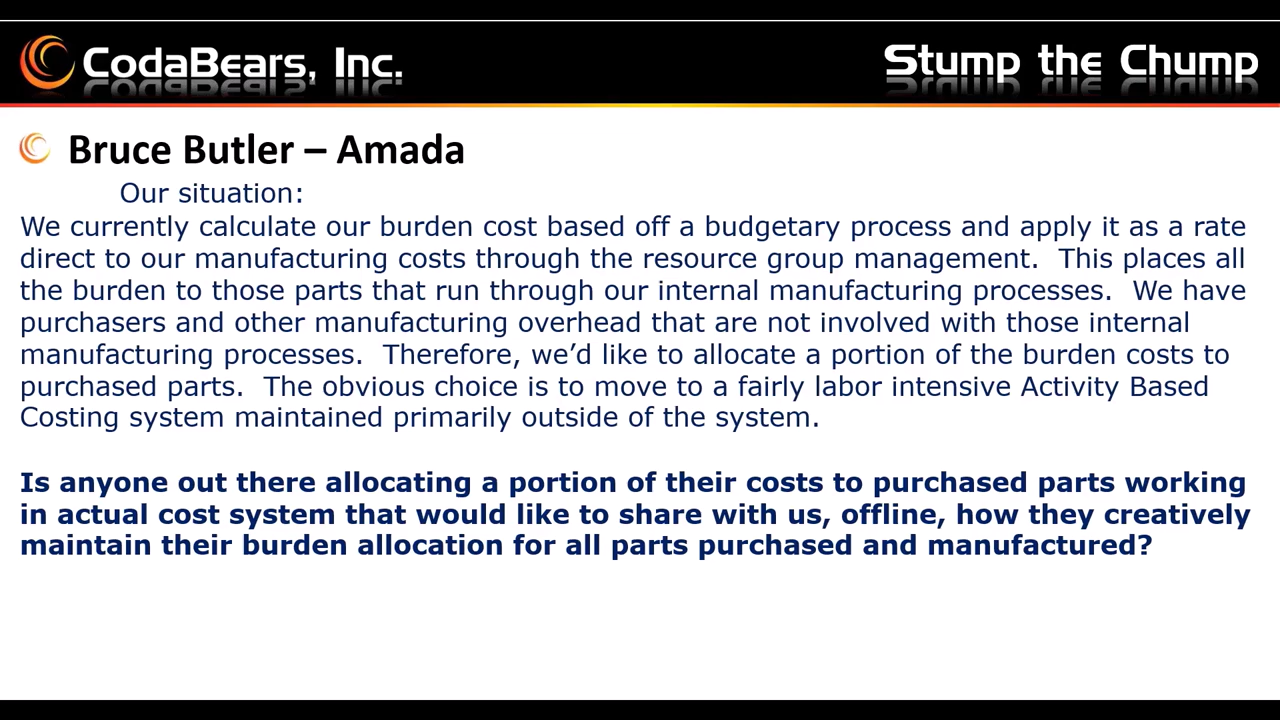 CodaBears, Inc.
Stump the Chump
Bruce Butler – Amada
Our situation:
We currently calculate our burden cost based off a budgetary process and apply it as a rate
direct to our manufacturing costs through the resource group management.  This places all
the burden to those parts that run through our internal manufacturing processes.  We have
purchasers and other manufacturing overhead that are not involved with those internal
manufacturing processes.  Therefore, we’d like to allocate a portion of the burden costs to
purchased parts.  The obvious choice is to move to a fairly labor intensive Activity Based
Costing system maintained primarily outside of the system.
Is anyone out there allocating a portion of their costs to purchased parts working
in actual cost system that would like to share with us, offline, how they creatively
maintain their burden allocation for all parts purchased and manufactured?